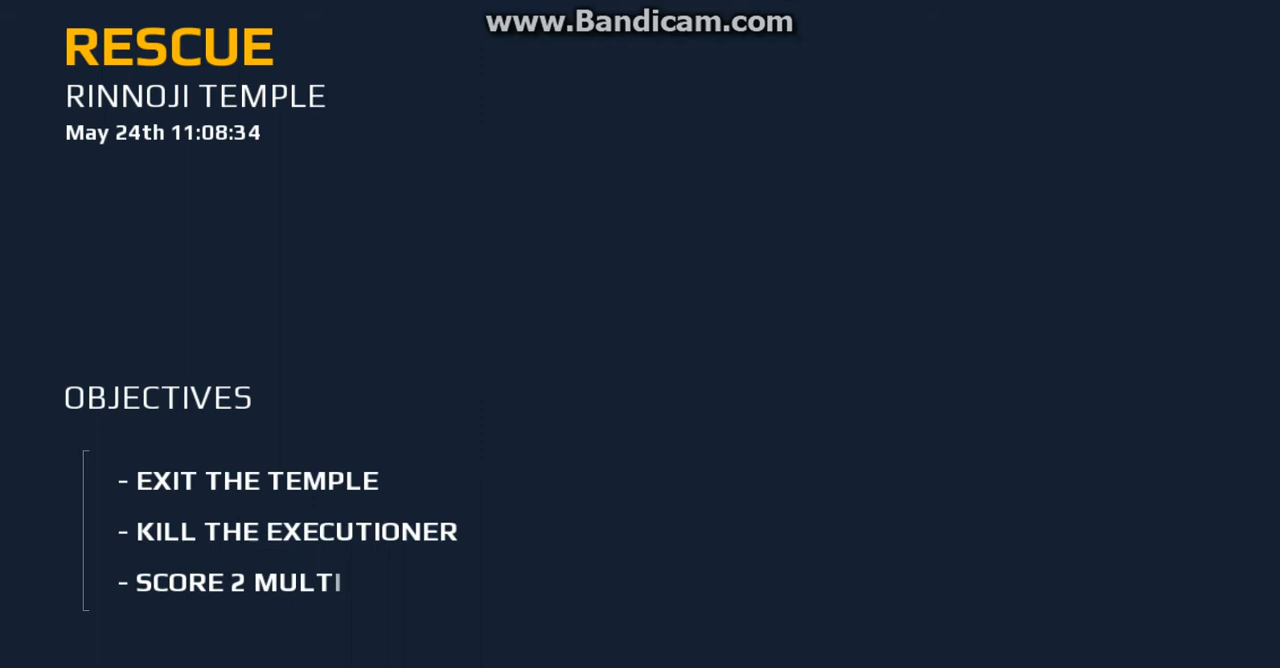 www.Bandicam.com
RESCUE
RINNOJI TEMPLE
May 24th 11:08:34
OBJECTIVES
- EXIT THE TEMPLE
- KILL THE EXECUTIONER
- SCORE 2 MULTI